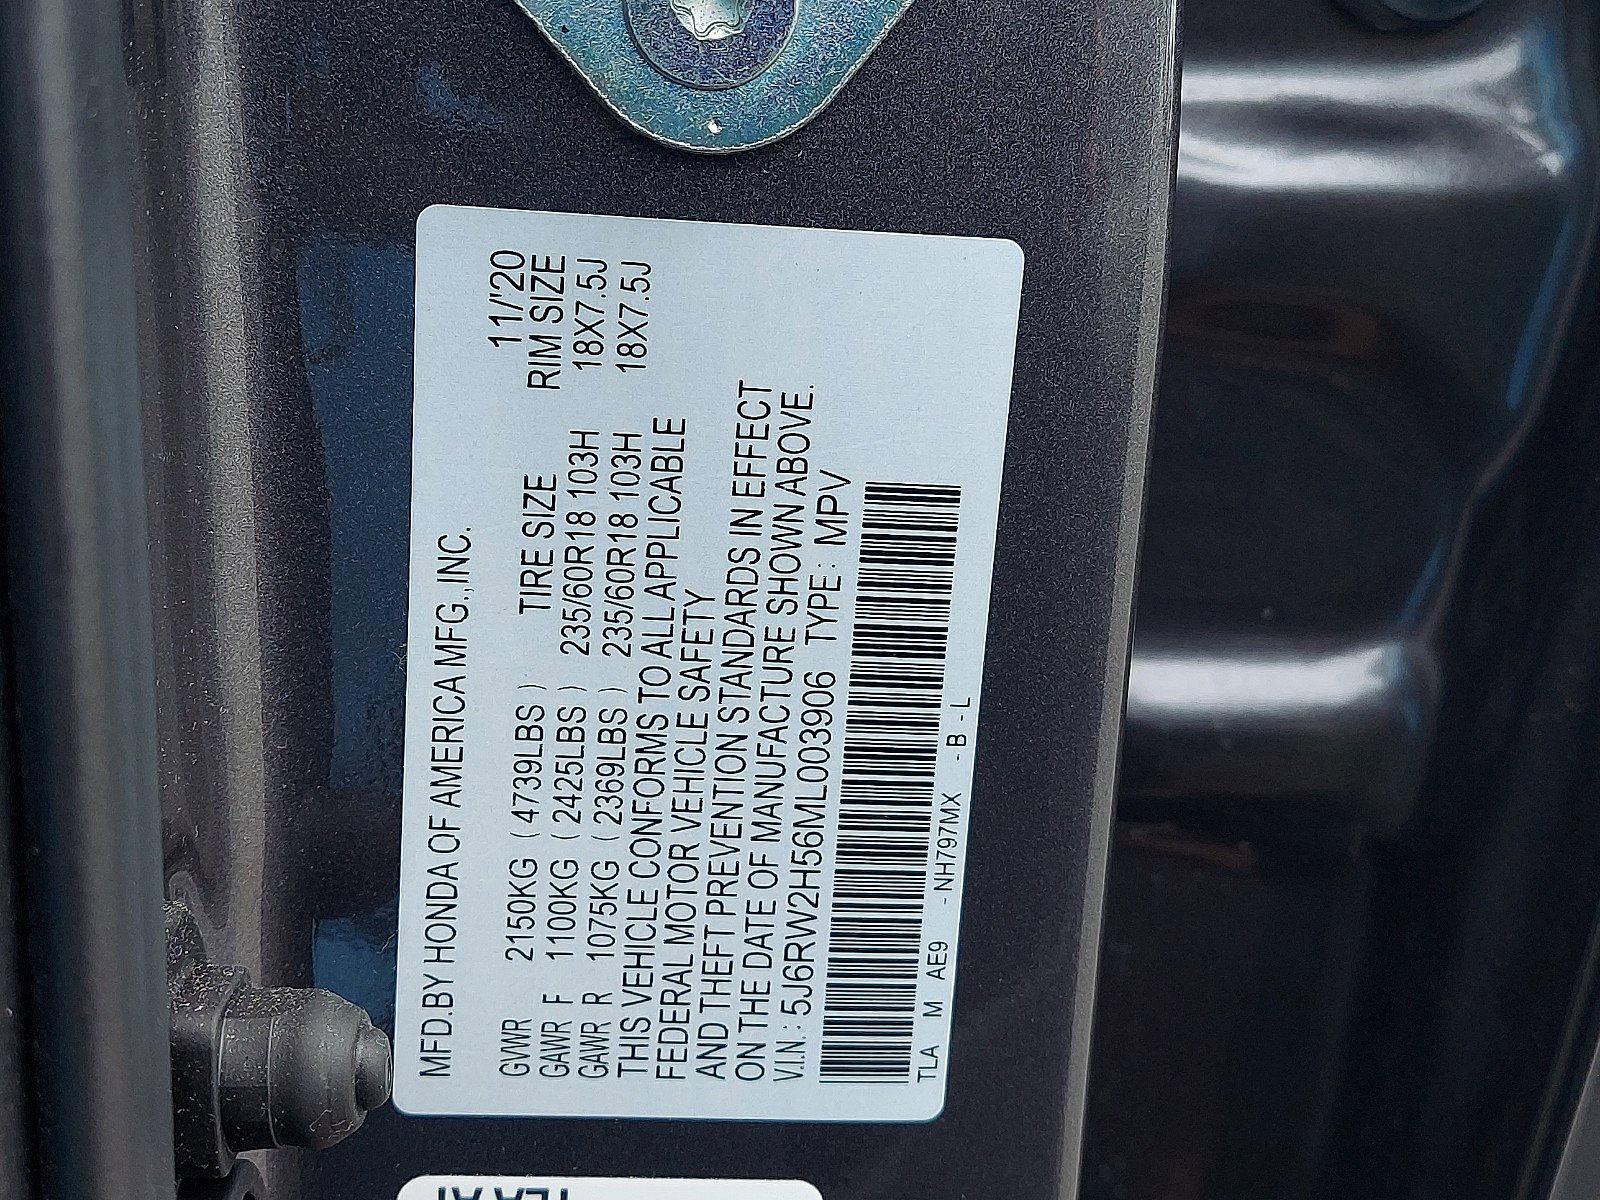 MFD.BY HONDA OF AMERICA MFG.,INC.
11/'20
GVWR 2150KG ( 4739LBS ) TIRE SIZE RIM SIZE
GAWR F 1100KG ( 2425LBS ) 235/60R18 103H 18X7.5J
GAWR R 1075KG ( 2369LBS ) 235/60R18 103H 18X7.5J
THIS VEHICLE CONFORMS TO ALL APPLICABLE
FEDERAL MOTOR VEHICLE SAFETY
AND THEFT PREVENTION STANDARDS IN EFFECT
ON THE DATE OF MANUFACTURE SHOWN ABOVE.
V.I.N.: 5J6RW2H56ML003906 TYPE: MPV
TLA M AE9 -NH797MX -B-L